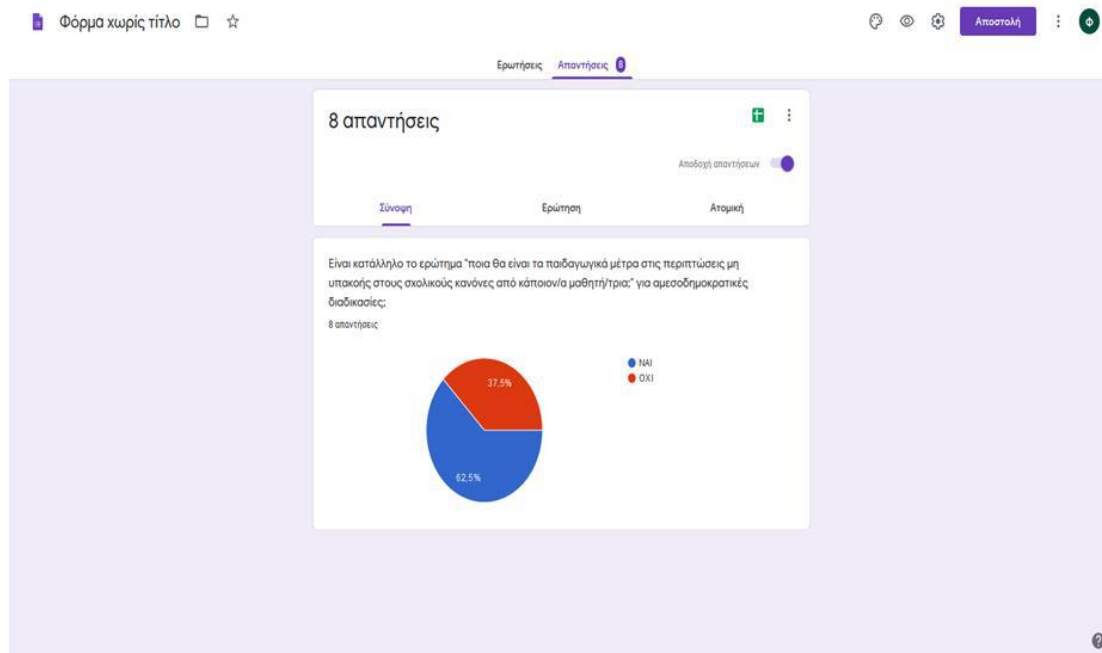 Φόρμα χωρίς τίτλο
Αποστολή
Φ
Ερωτήσεις Απαντήσεις 8
8 απαντήσεις
Αποδοχή απαντήσεων
Σύνοψη Ερώτηση Ατομική
Είναι κατάλληλο το ερώτημα "ποια θα είναι τα παιδαγωγικά μέτρα στις περιπτώσεις μη
υπακοής στους σχολικούς κανόνες από κάποιον/α μαθητή/τρια;" για αμεσοδημοκρατικές
διαδικασίες;
8 απαντήσεις
ΝΑΙ
ΟΧΙ
37,5%
62,5%